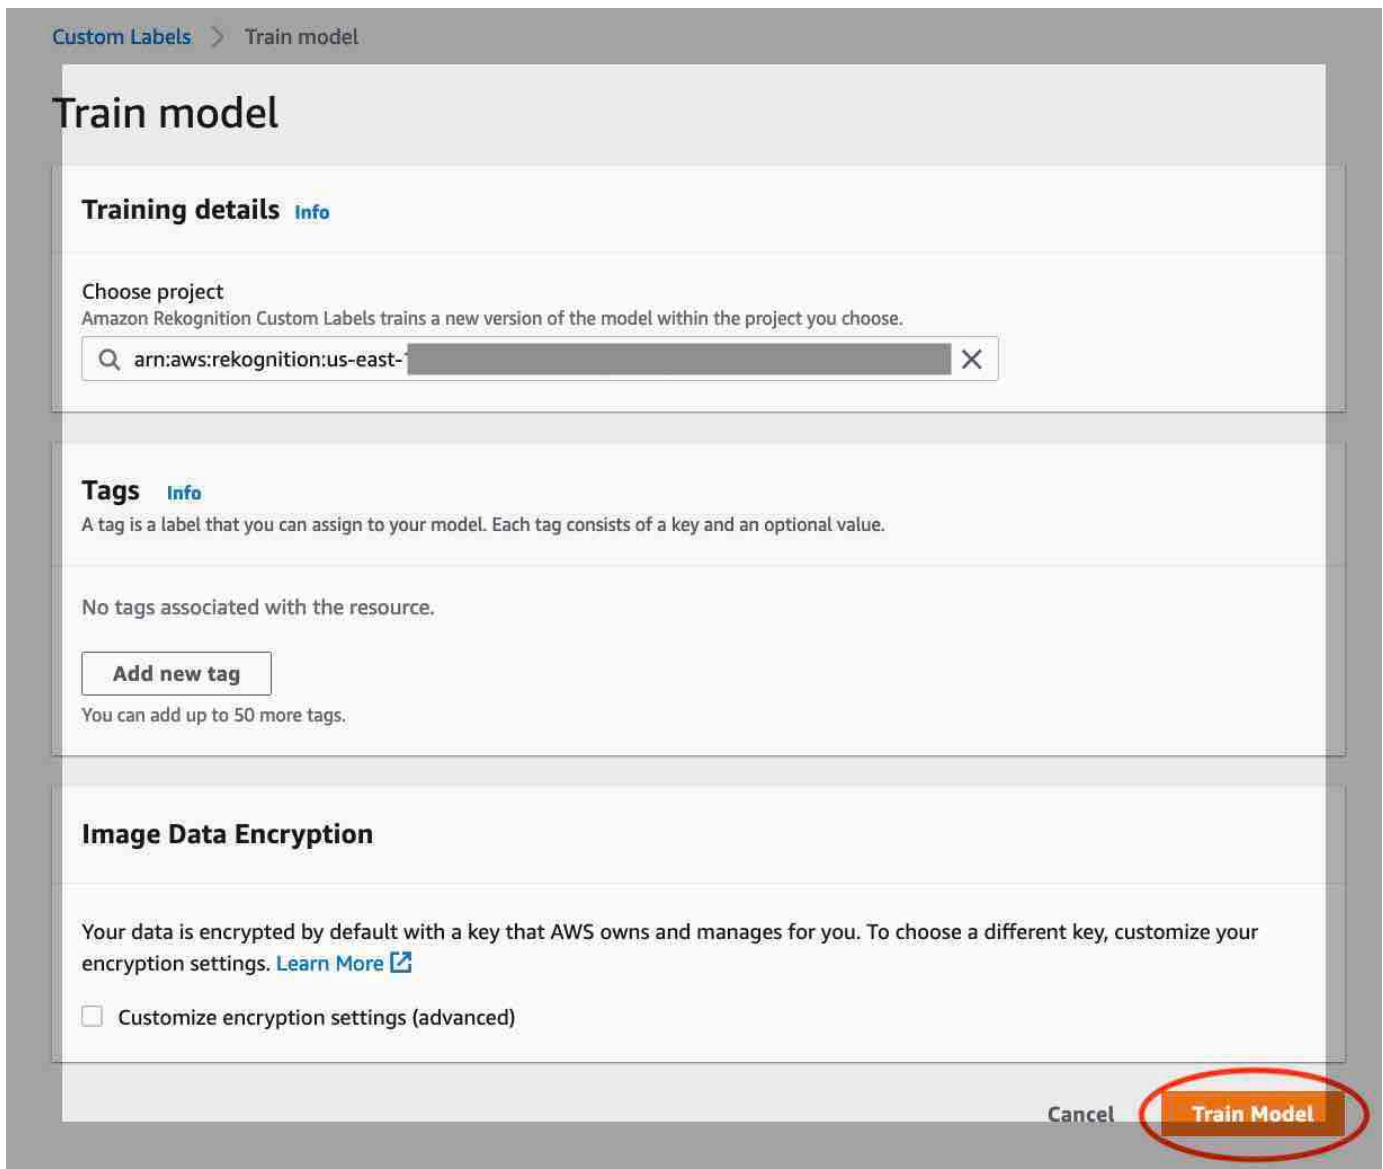 Custom Labels > Train model
Train model
Training details Info
Choose project
Amazon Rekognition Custom Labels trains a new version of the model within the project you choose.
arn:aws:rekognition:us-east-
Tags Info
A tag is a label that you can assign to your model. Each tag consists of a key and an optional value.
No tags associated with the resource.
Add new tag
You can add up to 50 more tags.
Image Data Encryption
Your data is encrypted by default with a key that AWS owns and manages for you. To choose a different key, customize your
encryption settings. Learn More
Customize encryption settings (advanced)
Cancel Train Model